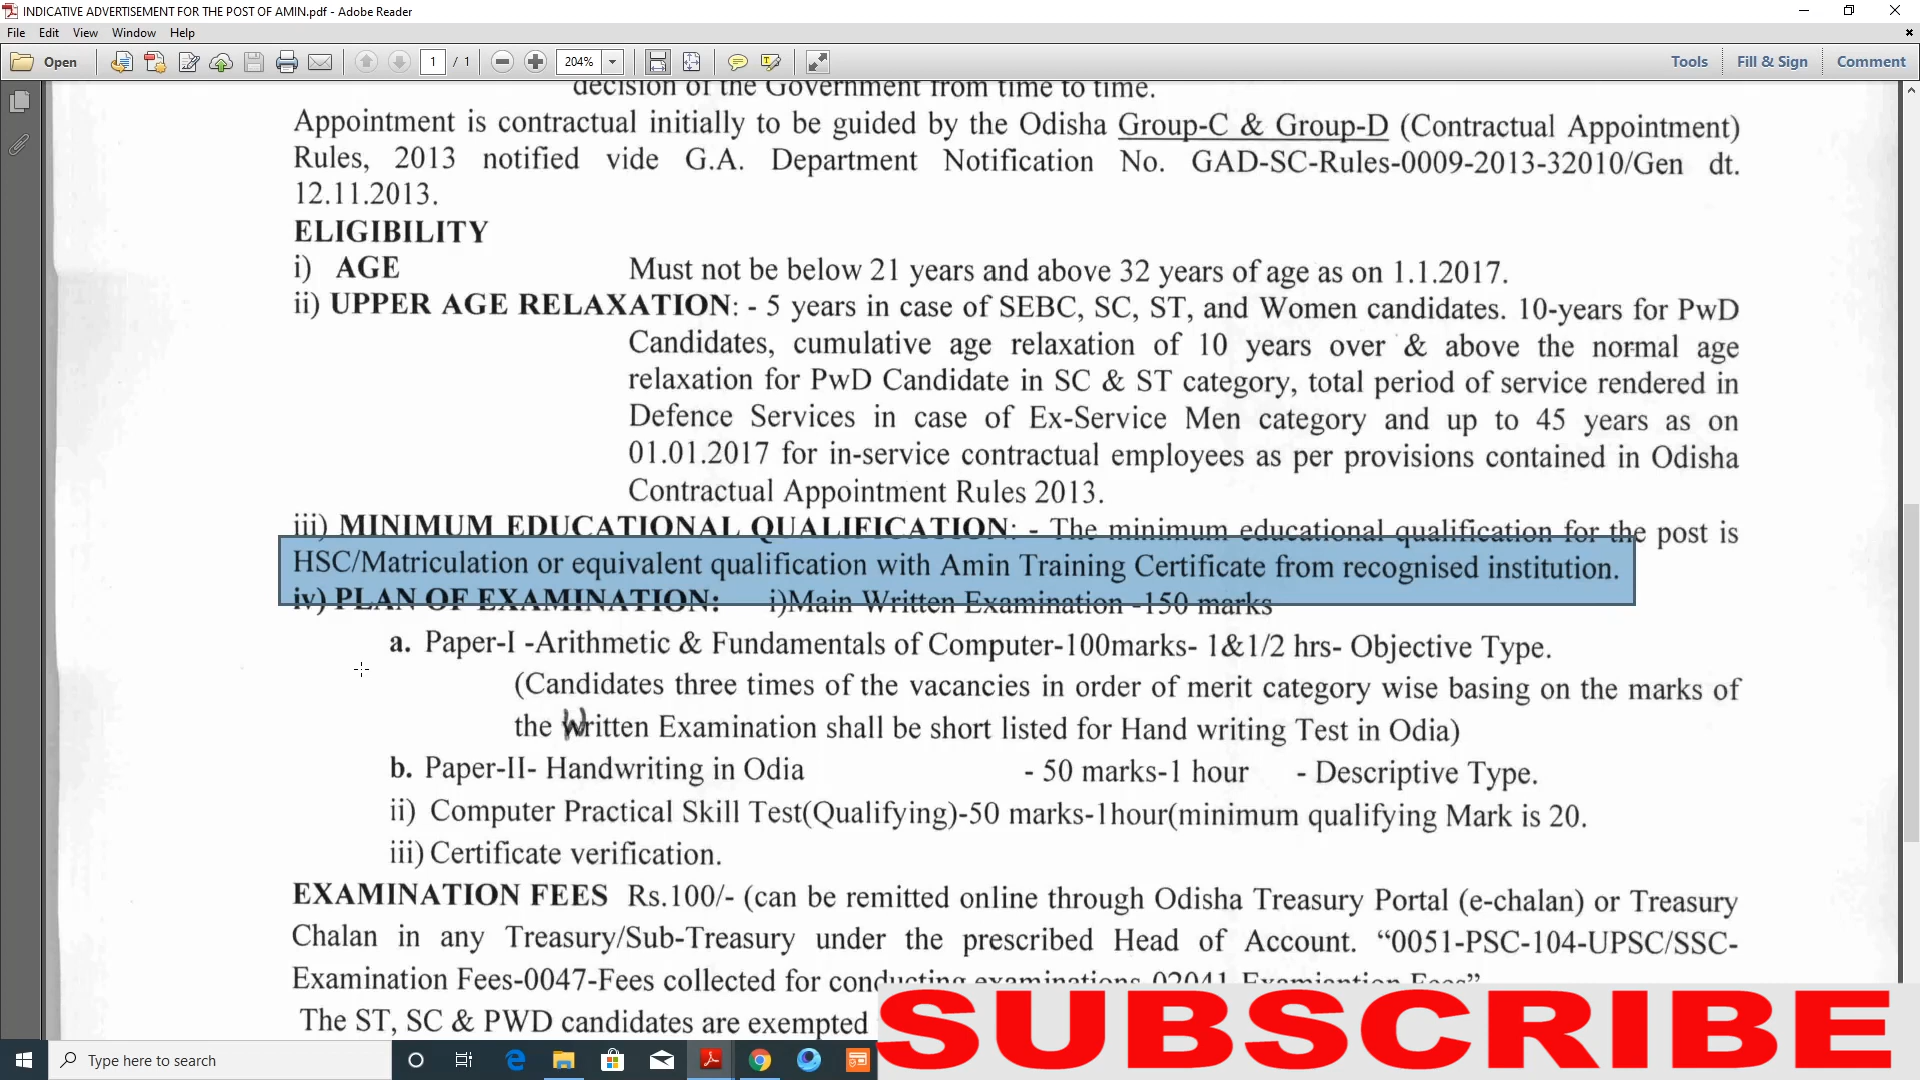 INDICATIVE ADVERTISEMENT FOR THE POST OF AMIN.pdf - Adobe Reader
File Edit View Window Help
Open 1 / 1 204% Tools Fill & Sign Comment
decision of the Government from time to time.
Appointment is contractual initially to be guided by the Odisha Group-C & Group-D (Contractual Appointment)
Rules, 2013 notified vide G.A. Department Notification No. GAD-SC-Rules-0009-2013-32010/Gen dt.
12.11.2013.
ELIGIBILITY
i) AGE Must not be below 21 years and above 32 years of age as on 1.1.2017.
ii) UPPER AGE RELAXATION: - 5 years in case of SEBC, SC, ST, and Women candidates. 10-years for PwD
Candidates, cumulative age relaxation of 10 years over & above the normal age
relaxation for PwD Candidate in SC & ST category, total period of service rendered in
Defence Services in case of Ex-Service Men category and up to 45 years as on
01.01.2017 for in-service contractual employees as per provisions contained in Odisha
Contractual Appointment Rules 2013.
iii) MINIMUM EDUCATIONAL QUALIFICATION: - The minimum educational qualification for the post is
HSC/Matriculation or equivalent qualification with Amin Training Certificate from recognised institution.
iv) PLAN OF EXAMINATION: i)Main Written Examination -150 marks
a. Paper-I -Arithmetic & Fundamentals of Computer-100marks- 1&1/2 hrs- Objective Type.
(Candidates three times of the vacancies in order of merit category wise basing on the marks of
the Written Examination shall be short listed for Hand writing Test in Odia)
b. Paper-II- Handwriting in Odia - 50 marks-1 hour - Descriptive Type.
ii) Computer Practical Skill Test(Qualifying)-50 marks-1hour(minimum qualifying Mark is 20.
iii) Certificate verification.
EXAMINATION FEES Rs.100/- (can be remitted online through Odisha Treasury Portal (e-chalan) or Treasury
Chalan in any Treasury/Sub-Treasury under the prescribed Head of Account. “0051-PSC-104-UPSC/SSC-
Examination Fees-0047-Fees collected for conducting examinations-02041-Examiantion Fees”
The ST, SC & PWD candidates are exempted
SUBSCRIBE
Type here to search